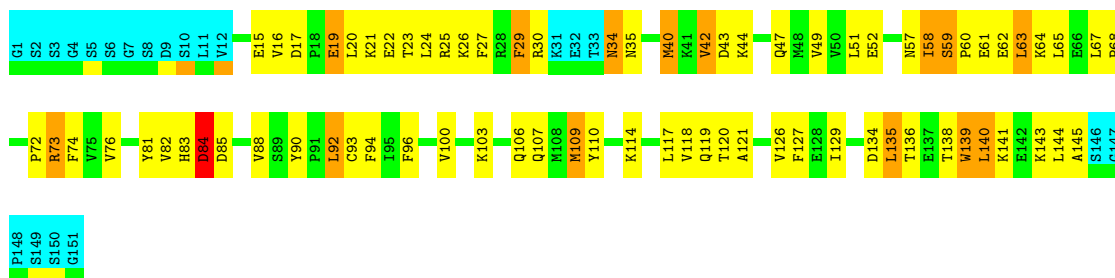 G1 S2 S3 G4 S5 S6 G7 S8 D9 S10 L11 V12 E15 V16 D17 P18 E19 L20 K21 E22 T23 L24 R25 K26 F27 R28 F29 R30 K31 E32 T33 N34 N35 M40 K41 V42 D43 K44 Q47 M48 V49 V50 L51 E52 N57 I58 S59 P60 E61 E62 L63 K64 L65 E66 L67
P72 R73 F74 V75 V76 Y81 V82 H83 D84 D85 V88 S89 Y90 P91 L92 C93 F94 I95 F96 V100 K103 Q106 Q107 M108 M109 Y110 K114 L117 V118 Q119 T120 A121 V126 F127 E128 I129 D134 L135 T136 E137 T138 W139 L140 K141 E142 K143 L144 A145 S146 G147
P148 S149 S150 G151